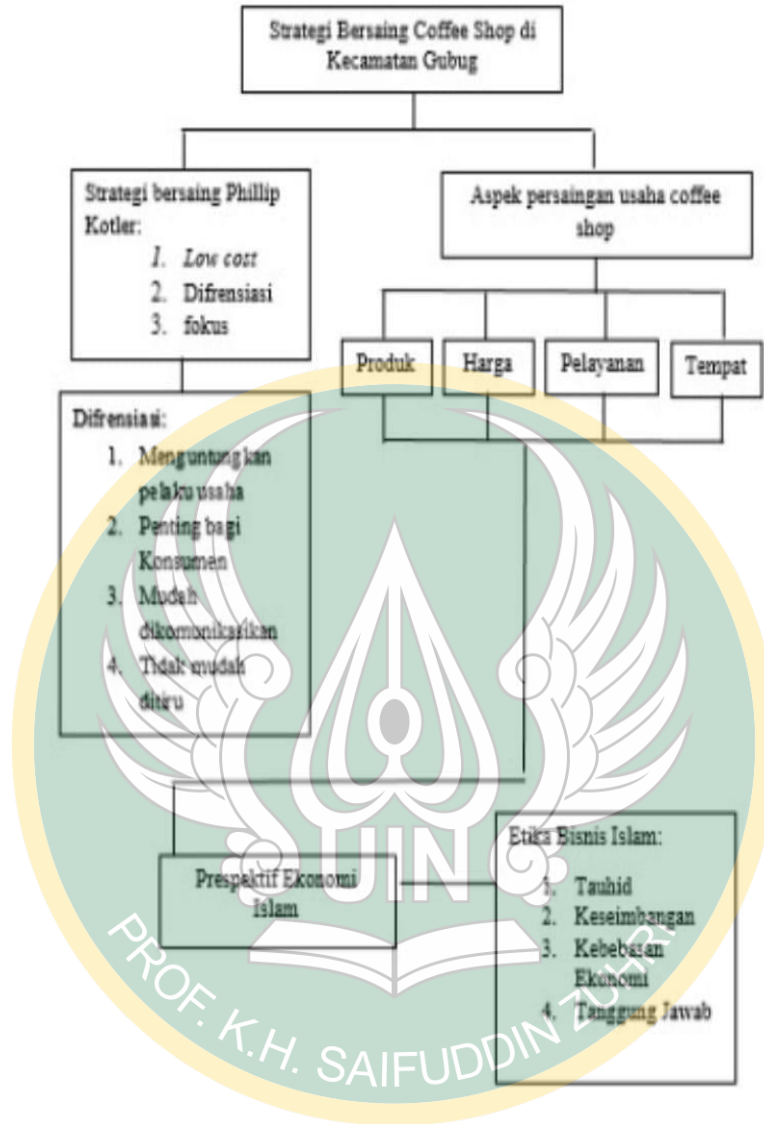 Strategi Bersaing Coffee Shop di
Kecamatan Gubug
Strategi bersaing Phillip
Kotler:
1. Low cost
2. Difrensiasi
3. fokus
Aspek persaingan usaha coffee
shop
Produk
Harga
Pelayanan
Tempat
Difrensiasi:
1. Menguntungkan
pelaku usaha
2. Penting bagi
Konsumen
3. Mudah
dikomonikasikan
4. Tidak mudah
ditiru
Prespektif Ekonomi
Islam
Etika Bisnis Islam:
1. Tauhid
2. Keseimbangan
3. Kebebasan
Ekonomi
4. Tanggung Jawab
UIN
PROF. K.H. SAIFUDDIN ZUHRI